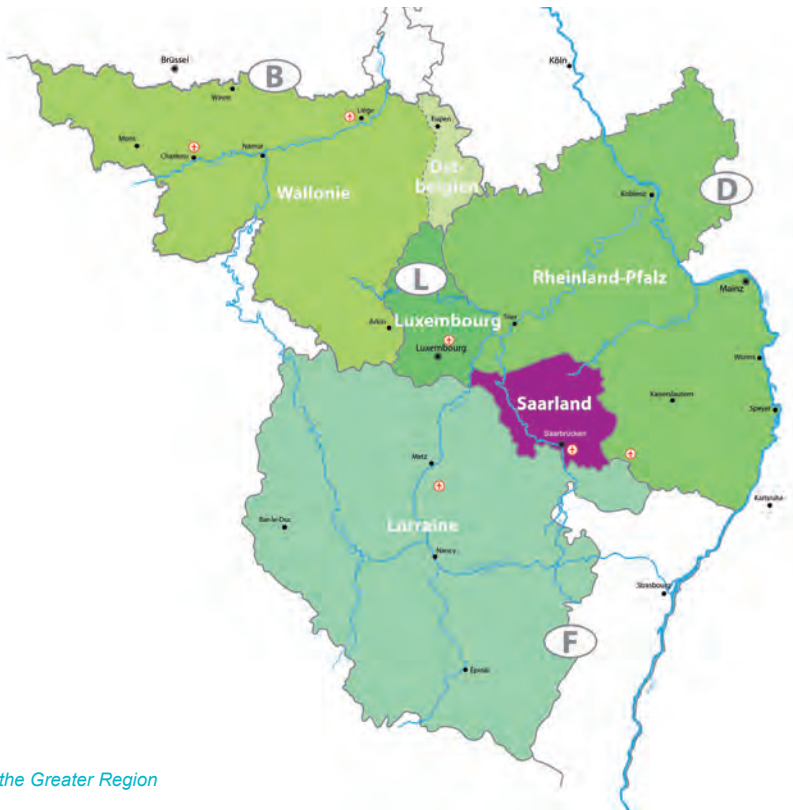 Brüssel
Köln
B
Wavre
Liège
Eupen
Mons
Charleroi
Namur
Ost-
belgien
D
Koblenz
Wallonie
L
Rheinland-Pfalz
Mainz
Luxembourg
Trier
Arlon
Luxembourg
Worms
Saarland
Kaiserslautern
Speyer
Saarbrücken
Metz
Karlsruhe
Bar-le-Duc
Lorraine
Nancy
Strasbourg
F
Epinal
the Greater Region